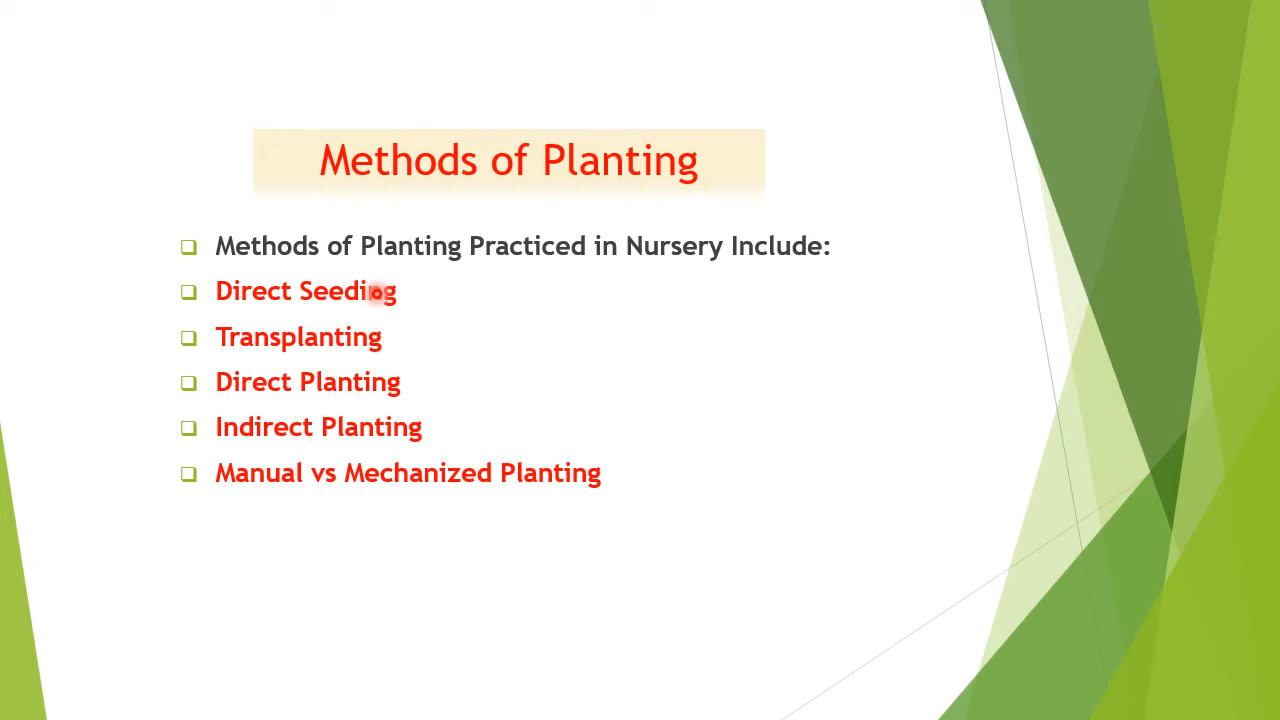 Methods of Planting
Methods of Planting Practiced in Nursery Include:
Direct Seeding
Transplanting
Direct Planting
Indirect Planting
Manual vs Mechanized Planting